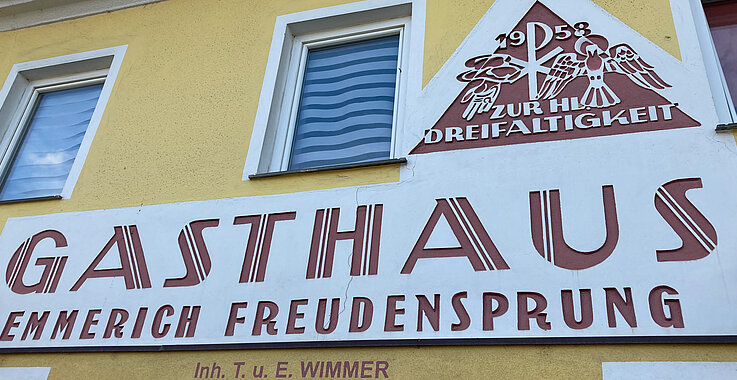 1958
ZUR HL.
DREIFALTIGKEIT
GASTHAUS
EMMERICH FREUDENSPRUNG
Inh. T. u. E. WIMMER